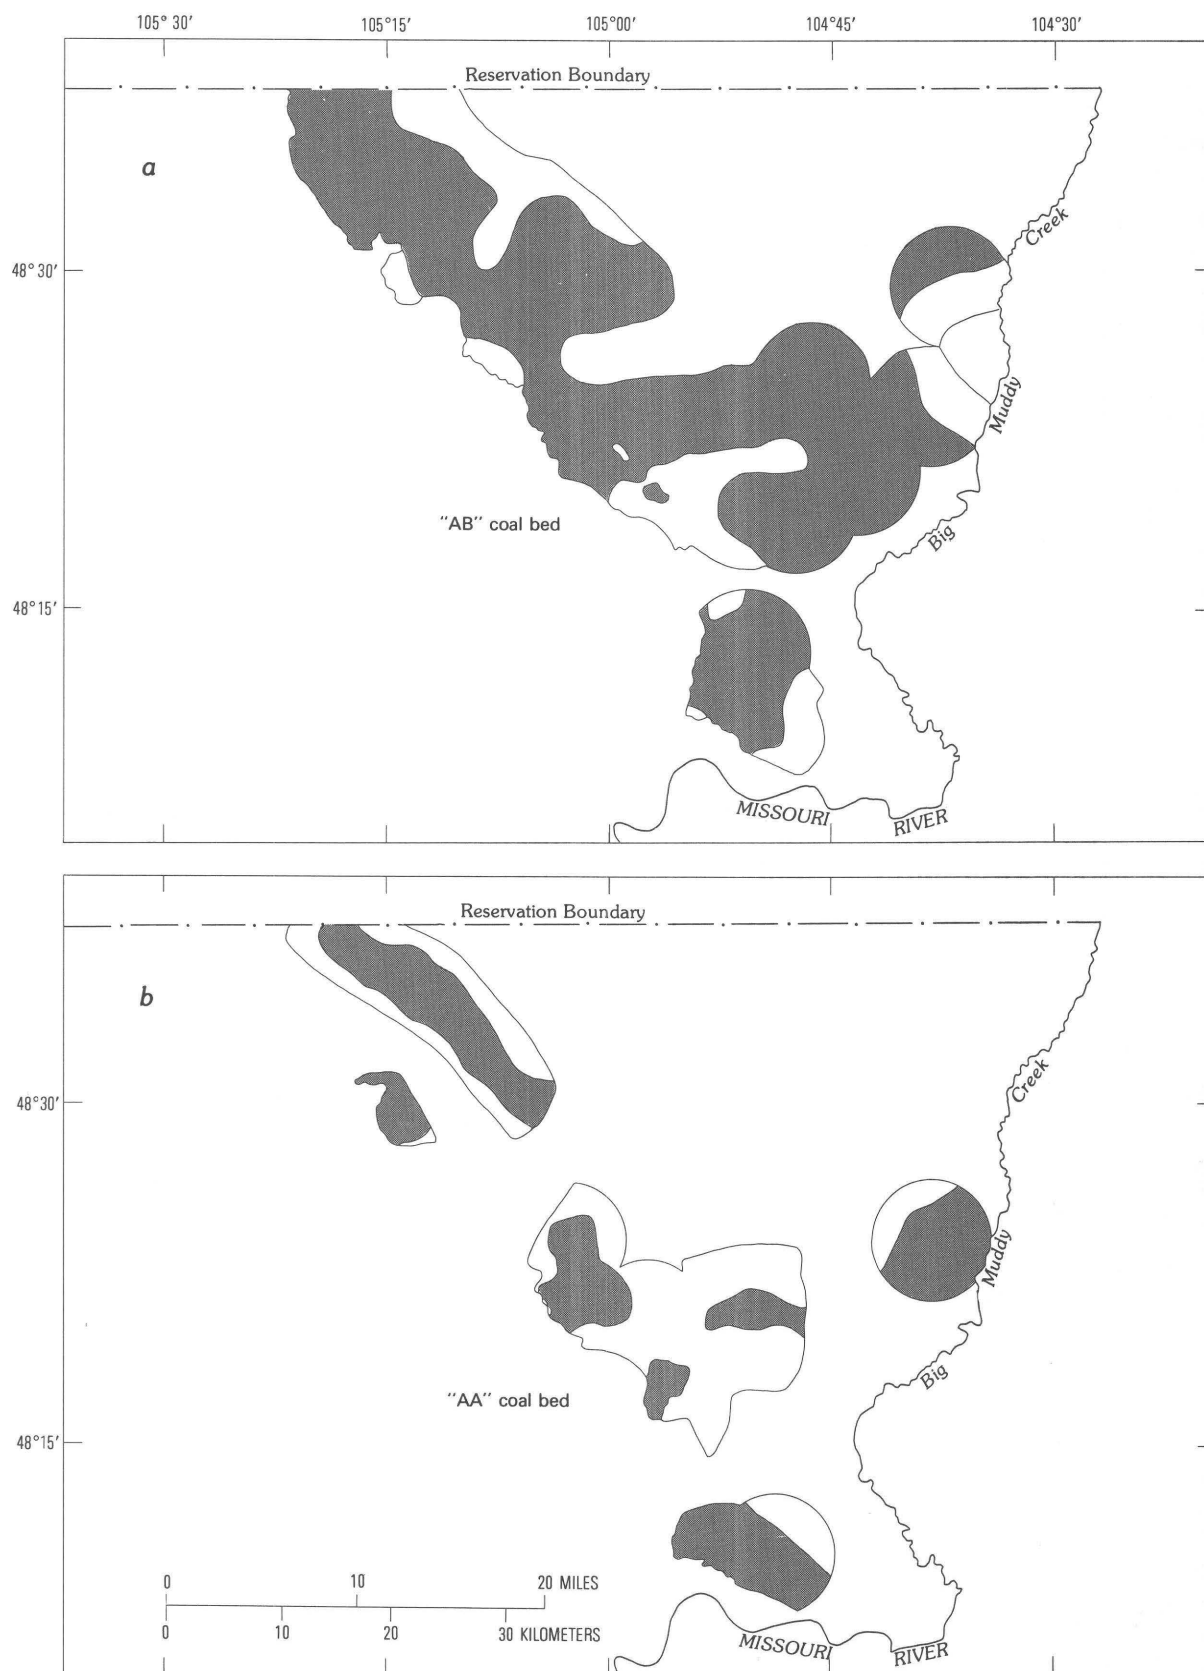 105° 30' 105° 15' 105° 00' 104° 45' 104° 30'
Reservation Boundary
a
Creek
48° 30'
Muddy
"AB" coal bed
Big
48° 15'
MISSOURI
RIVER
Reservation Boundary
b
Creek
48° 30'
Muddy
Big
"AA" coal bed
48° 15'
0 10 20 MILES
0 10 20 30 KILOMETERS
MISSOURI
RIVER